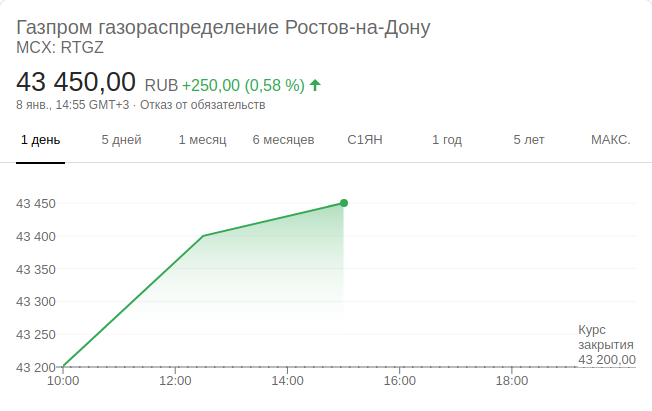 Газпром газораспределение Ростов-на-Дону
MCX: RTGZ
43 450,00 RUB +250,00 (0,58 %)
8 янв., 14:55 GMT+3 · Отказ от обязательств
1 день 5 дней 1 месяц 6 месяцев С1ЯН 1 год 5 лет МАКС.
43 450
43 400
43 350
43 300
43 250
Курс
закрытия
43 200,00
43 200
10:00 12:00 14:00 16:00 18:00